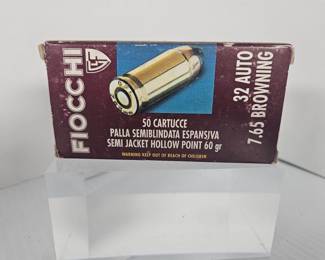 FIOCCHI
50 CARTUCCE
PALLA SEMIBLINDATA ESPANSIVA
SEMI JACKET HOLLOW POINT 60 gr
WARNING KEEP OUT OF REACH OF CHILDREN
32 AUTO
7.65 BROWNING